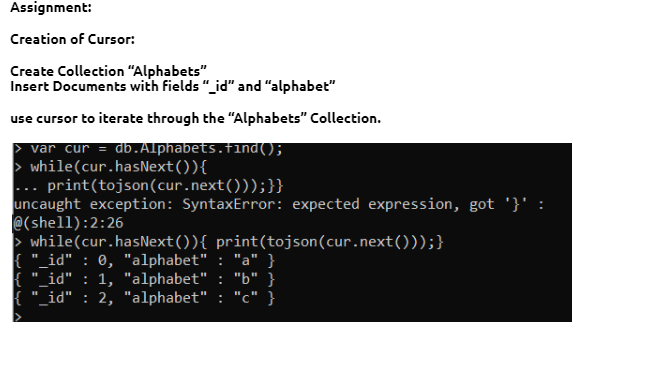 Assignment:
Creation of Cursor:
Create Collection “Alphabets”
Insert Documents with fields “_id” and “alphabet”
use cursor to iterate through the “Alphabets” Collection.
> var cur = db.Alphabets.find();
> while(cur.hasNext()){
... print(tojson(cur.next()));}}
uncaught exception: SyntaxError: expected expression, got '}' :
@(shell):2:26
> while(cur.hasNext()){ print(tojson(cur.next()));}
{ "_id" : 0, "alphabet" : "a" }
{ "_id" : 1, "alphabet" : "b" }
{ "_id" : 2, "alphabet" : "c" }
>